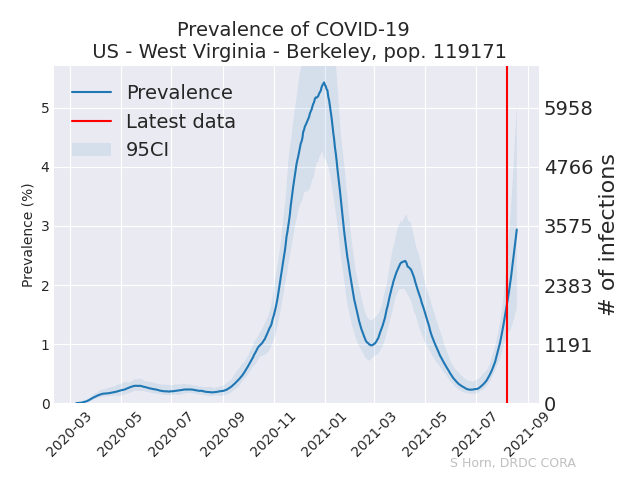 Prevalence of COVID-19
US - West Virginia - Berkeley, pop. 119171
Prevalence
Latest data
95CI
Prevalence (%)
5
4
3
2
1
0
5958
4766
3575
2383
1191
0
# of infections
2020-03
2020-05
2020-07
2020-09
2020-11
2021-01
2021-03
2021-05
2021-07
2021-09
S Horn, DRDC CORA